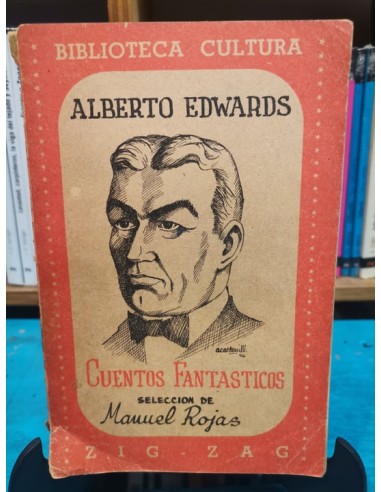 BIBLIOTECA CULTURA
ALBERTO EDWARDS
CUENTOS FANTASTICOS
SELECCION DE
Manuel Rojas
ZIG-ZAG